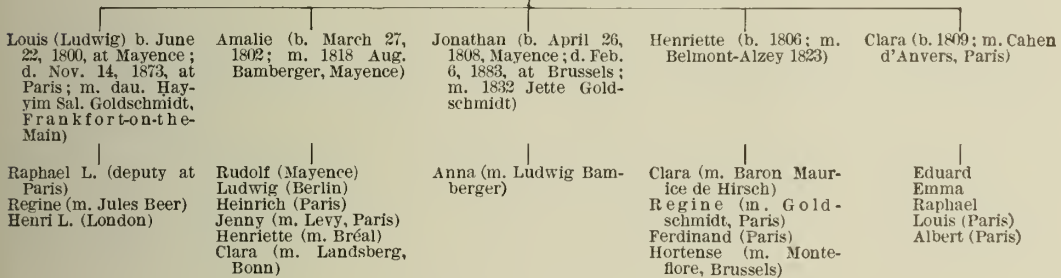 Louis (Ludwig) b. June
22, 1800, at Mayence;
d. Nov. 14, 1873, at
Paris; m. dau. Ḥay-
yim Sal. Goldschmidt,
Frankfort-on-the-
Main)
Amalie (b. March 27,
1802; m. 1818 Aug.
Bamberger, Mayence)
Jonathan (b. April 26,
1808, Mayence; d. Feb.
6, 1883, at Brussels;
m. 1832 Jette Gold-
schmidt)
Henriette (b. 1806; m.
Belmont-Alzey 1823)
Clara (b. 1809; m. Cahen
d'Anvers, Paris)
Raphael L. (deputy at
Paris)
Regine (m. Jules Beer)
Henri L. (London)
Rudolf (Mayence)
Ludwig (Berlin)
Heinrich (Paris)
Jenny (m. Levy, Paris)
Henriette (m. Bréal)
Clara (m. Landsberg,
Bonn)
Anna (m. Ludwig Bam-
berger)
Clara (m. Baron Maur-
ice de Hirsch)
Regine (m. Gold-
schmidt, Paris)
Ferdinand (Paris)
Hortense (m. Monte-
fiore, Brussels)
Eduard
Emma
Raphael
Louis (Paris)
Albert (Paris)